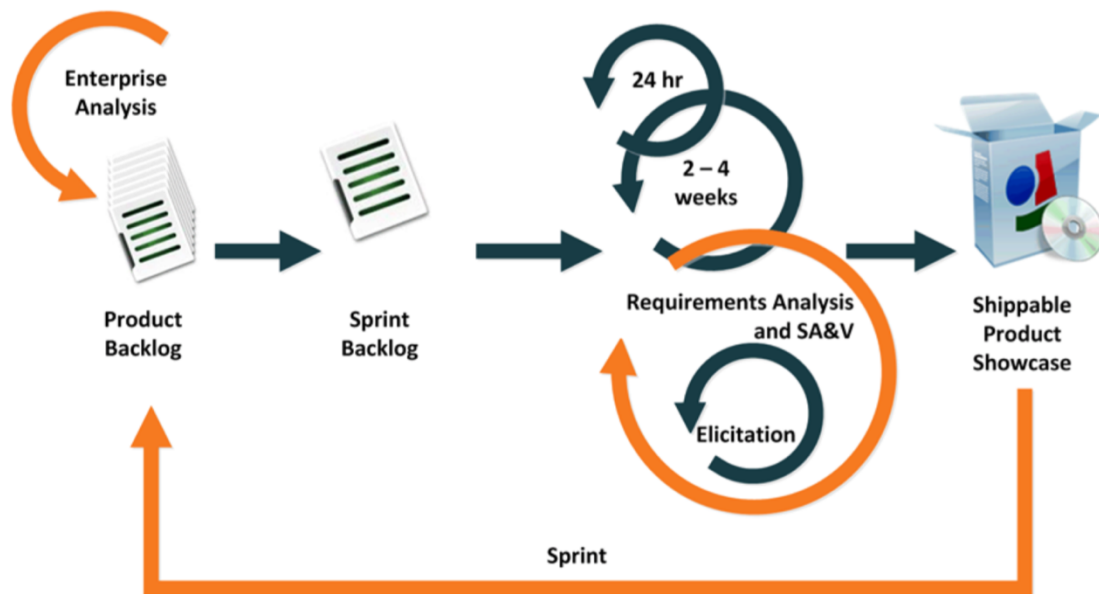 Enterprise
Analysis
24 hr
2 – 4
weeks
Product
Backlog
Sprint
Backlog
Requirements Analysis
and SA&V
Elicitation
Shippable
Product
Showcase
Sprint